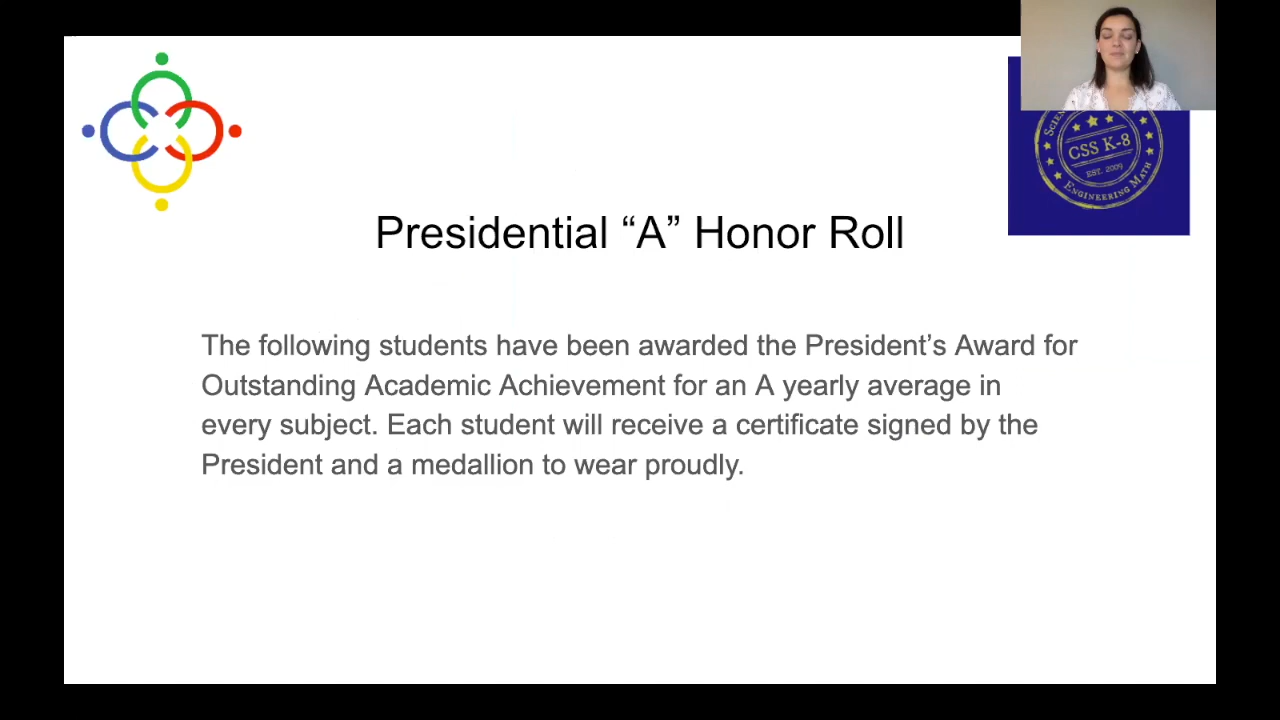 Presidential “A” Honor Roll
The following students have been awarded the President’s Award for
Outstanding Academic Achievement for an A yearly average in
every subject. Each student will receive a certificate signed by the
President and a medallion to wear proudly.
CSS K-8
EST. 2009
ENGINEERING MATH